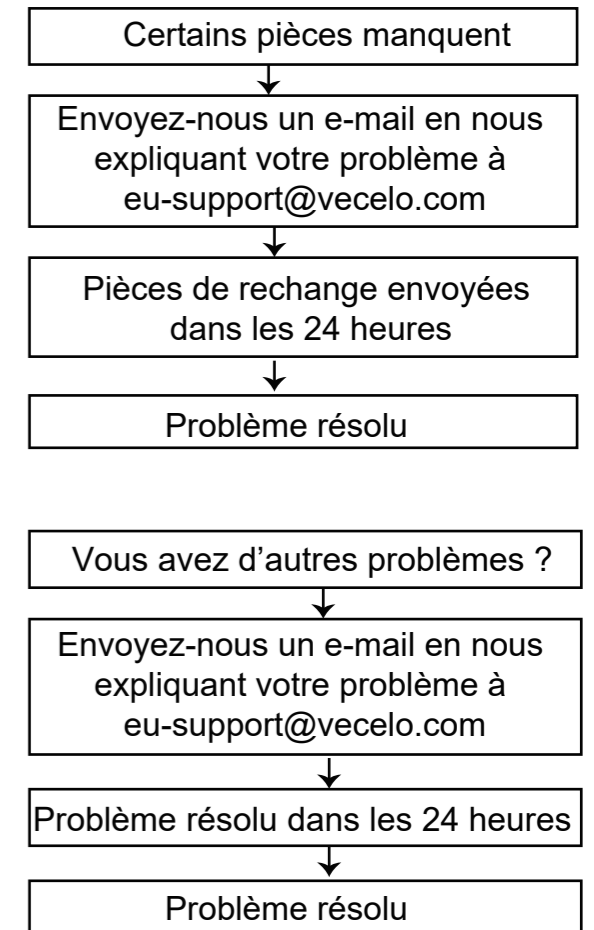 Certains pièces manquent
Envoyez-nous un e-mail en nous
expliquant votre problème à
eu-support@vecelo.com
Pièces de rechange envoyées
dans les 24 heures
Problème résolu
Vous avez d’autres problèmes ?
Envoyez-nous un e-mail en nous
expliquant votre problème à
eu-support@vecelo.com
Problème résolu dans les 24 heures
Problème résolu